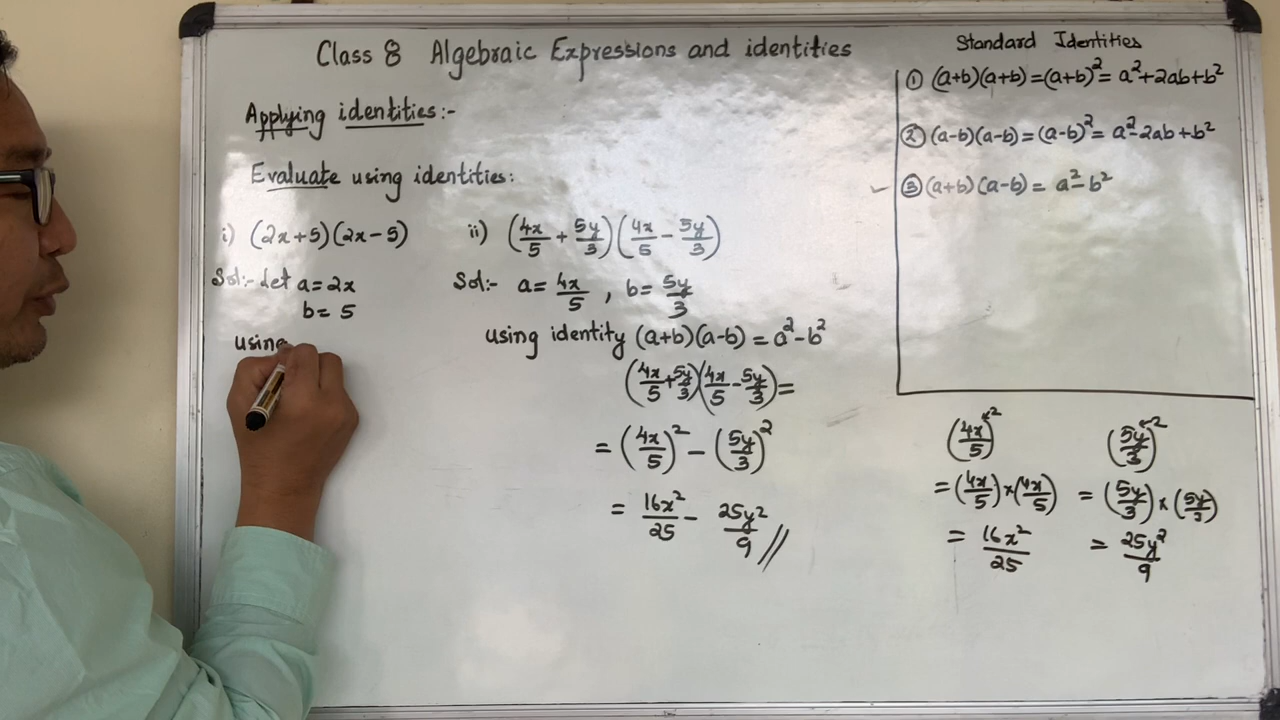 Class 8 Algebraic Expressions and identities
Applying identities:-
Evaluate using identities:
i) (2x+5)(2x-5)
Sol:- Let a=2x
b= 5
using
ii) (4x/5 + 5y/3)(4x/5 - 5y/3)
Sol:- a= 4x/5 , b= 5y/3
using identity (a+b)(a-b) = a²-b²
(4x/5+5y/3)(4x/5-5y/3)=
= (4x/5)² - (5y/3)²
= 16x²/25 - 25y²/9 //
Standard Identities
① (a+b)(a+b) = (a+b)² = a²+2ab+b²
② (a-b)(a-b) = (a-b)² = a²-2ab+b²
③ (a+b)(a-b) = a²-b²
(4x/5)²
= (4x/5)×(4x/5)
= 16x²/25
(5y/3)²
= (5y/3)×(5y/3)
= 25y²/9